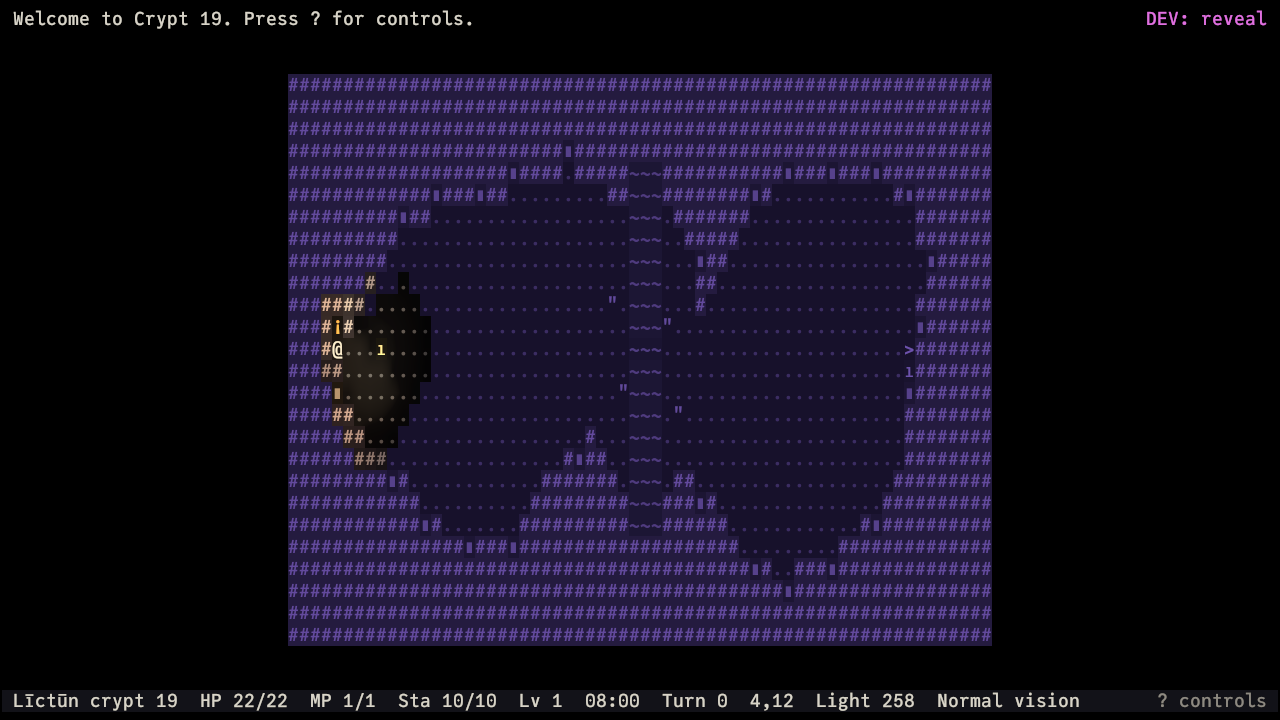 Welcome to Crypt 19. Press ? for controls.
DEV: reveal
Līctūn crypt 19 HP 22/22 MP 1/1 Sta 10/10 Lv 1 08:00 Turn 0 4,12 Light 258 Normal vision ? controls